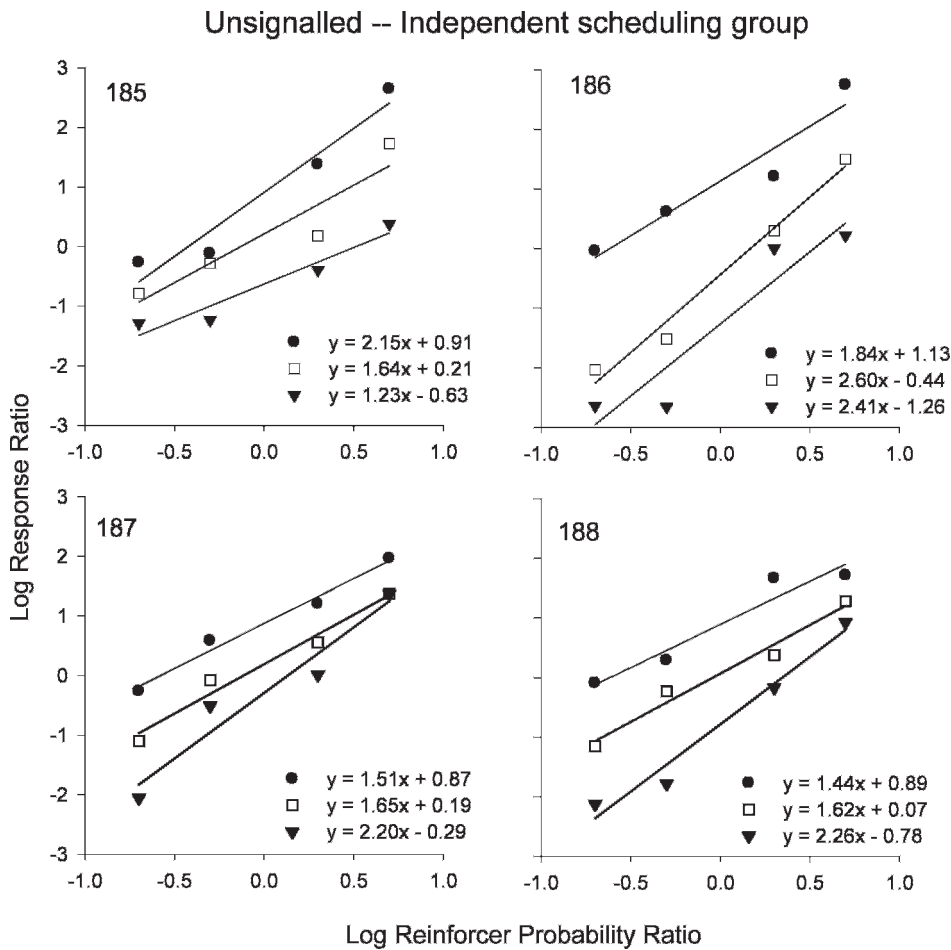 Unsignalled -- Independent scheduling group
185
3
2
1
0
-1
-2
-3
y = 2.15x + 0.91
y = 1.64x + 0.21
y = 1.23x - 0.63
-1.0 -0.5 0.0 0.5 1.0
186
y = 1.84x + 1.13
y = 2.60x - 0.44
y = 2.41x - 1.26
-1.0 -0.5 0.0 0.5 1.0
187
3
2
1
0
-1
-2
-3
y = 1.51x + 0.87
y = 1.65x + 0.19
y = 2.20x - 0.29
-1.0 -0.5 0.0 0.5 1.0
188
y = 1.44x + 0.89
y = 1.62x + 0.07
y = 2.26x - 0.78
-1.0 -0.5 0.0 0.5 1.0
Log Response Ratio
Log Reinforcer Probability Ratio